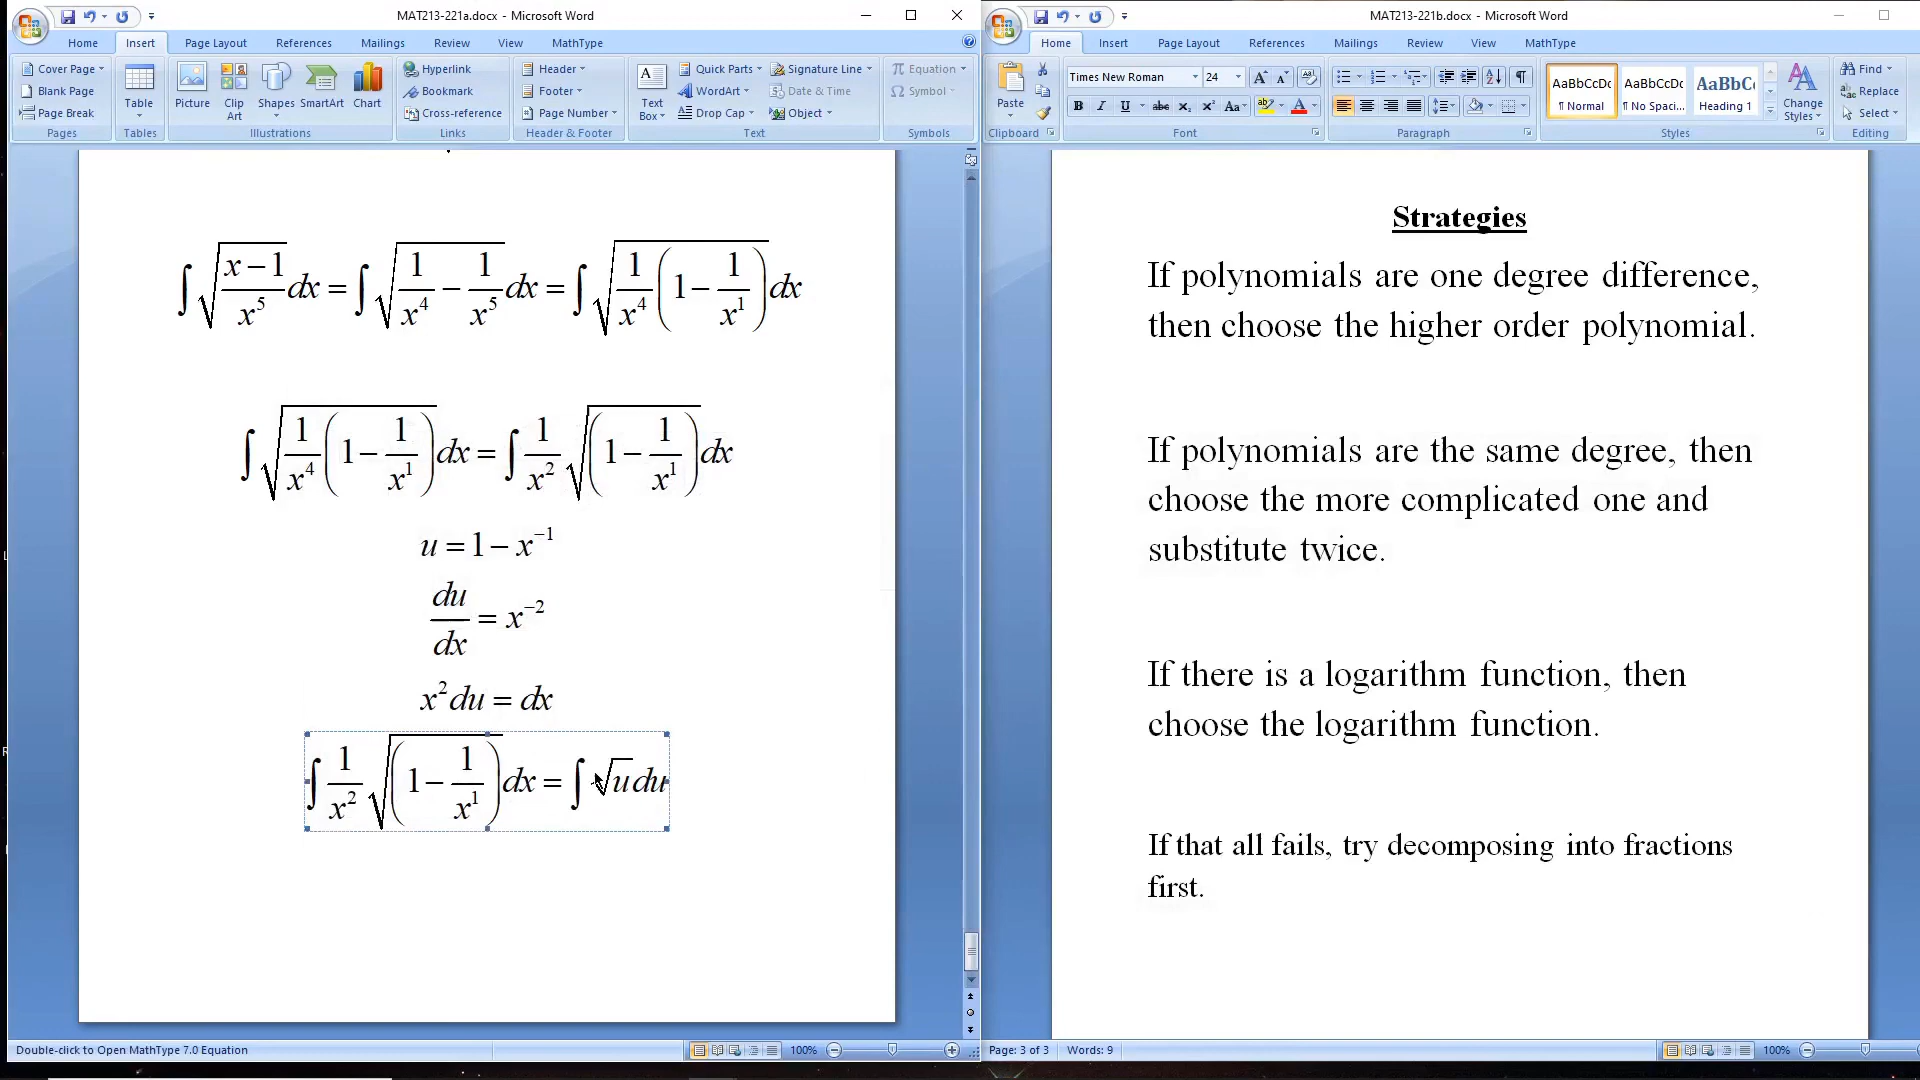 MAT213-221a.docx - Microsoft Word
Home Insert Page Layout References Mailings Review View MathType
Cover Page
Blank Page
Page Break
Pages
Table
Tables
Picture
Clip Art
Shapes
SmartArt
Chart
Illustrations
Hyperlink
Bookmark
Cross-reference
Links
Header
Footer
Page Number
Header & Footer
Text Box
Quick Parts
WordArt
Drop Cap
Signature Line
Date & Time
Object
Text
π Equation
Ω Symbol
Symbols
∫ √((x−1)/x⁵) dx = ∫ √(1/x⁴ − 1/x⁵) dx = ∫ √(1/x⁴ (1 − 1/x¹)) dx
∫ √(1/x⁴ (1 − 1/x¹)) dx = ∫ 1/x² √((1 − 1/x¹)) dx
u = 1 − x⁻¹
du/dx = x⁻²
x² du = dx
∫ 1/x² √((1 − 1/x¹)) dx = ∫ √u du
Double-click to Open MathType 7.0 Equation
100%
MAT213-221b.docx - Microsoft Word
Home Insert Page Layout References Mailings Review View MathType
Paste
Clipboard
Times New Roman 24
B I U abc x₂ x² Aa
Font
Paragraph
AaBbCcDc
¶ Normal
AaBbCcDc
¶ No Spaci...
AaBbC
Heading 1
Change Styles
Styles
Find
Replace
Select
Editing
Strategies
If polynomials are one degree difference,
then choose the higher order polynomial.
If polynomials are the same degree, then
choose the more complicated one and
substitute twice.
If there is a logarithm function, then
choose the logarithm function.
If that all fails, try decomposing into fractions
first.
Page: 3 of 3 Words: 9
100%